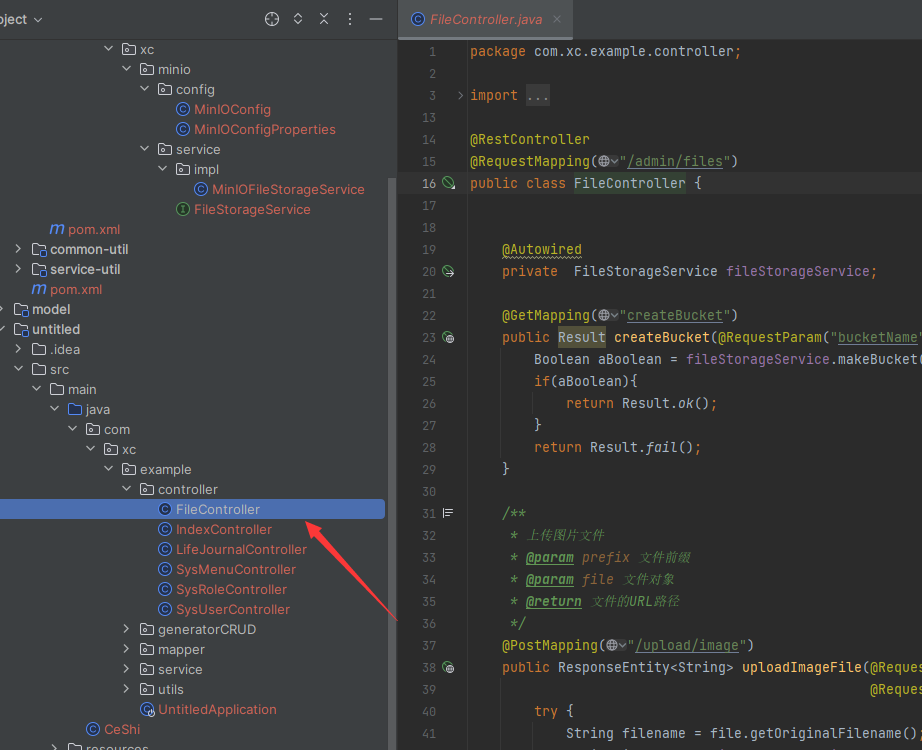 oject
xc
minio
config
MinIOConfig
MinIOConfigProperties
service
impl
MinIOFileStorageService
FileStorageService
pom.xml
common-util
service-util
pom.xml
model
untitled
.idea
src
main
java
com
xc
example
controller
FileController
IndexController
LifeJournalController
SysMenuController
SysRoleController
SysUserController
generatorCRUD
mapper
service
utils
UntitledApplication
CeShi
resources
FileController.java
1 package com.xc.example.controller;
2
3 import ...
13
14 @RestController
15 @RequestMapping("/admin/files")
16 public class FileController {
17
18
19 @Autowired
20 private FileStorageService fileStorageService;
21
22 @GetMapping("createBucket")
23 public Result createBucket(@RequestParam("bucketName"
24 Boolean aBoolean = fileStorageService.makeBucket(
25 if(aBoolean){
26 return Result.ok();
27 }
28 return Result.fail();
29 }
30
31 /**
32 * 上传图片文件
33 * @param prefix 文件前缀
34 * @param file 文件对象
35 * @return 文件的URL路径
36 */
37 @PostMapping("/upload/image")
38 public ResponseEntity<String> uploadImageFile(@Reques
39 @Reques
40 try {
41 String filename = file.getOriginalFilename();